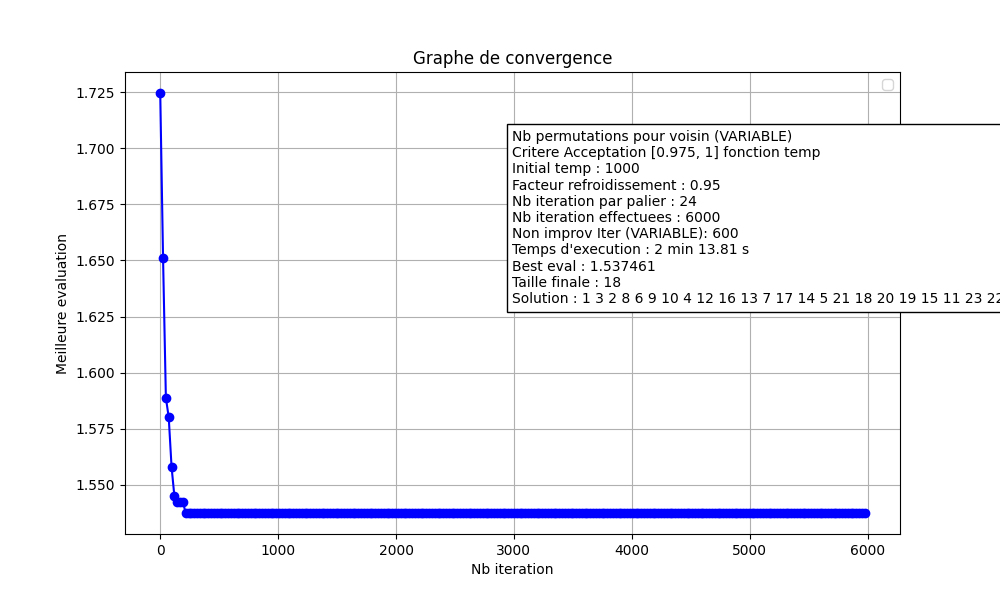 Graphe de convergence
Meilleure evaluation
1.725
1.700
1.675
1.650
1.625
1.600
1.575
1.550
Nb permutations pour voisin (VARIABLE)
Critere Acceptation [0.975, 1] fonction temp
Initial temp : 1000
Facteur refroidissement : 0.95
Nb iteration par palier : 24
Nb iteration effectuees : 6000
Non improv Iter (VARIABLE): 600
Temps d'execution : 2 min 13.81 s
Best eval : 1.537461
Taille finale : 18
Solution : 1 3 2 8 6 9 10 4 12 16 13 7 17 14 5 21 18 20 19 15 11 23 22
0 1000 2000 3000 4000 5000 6000
Nb iteration